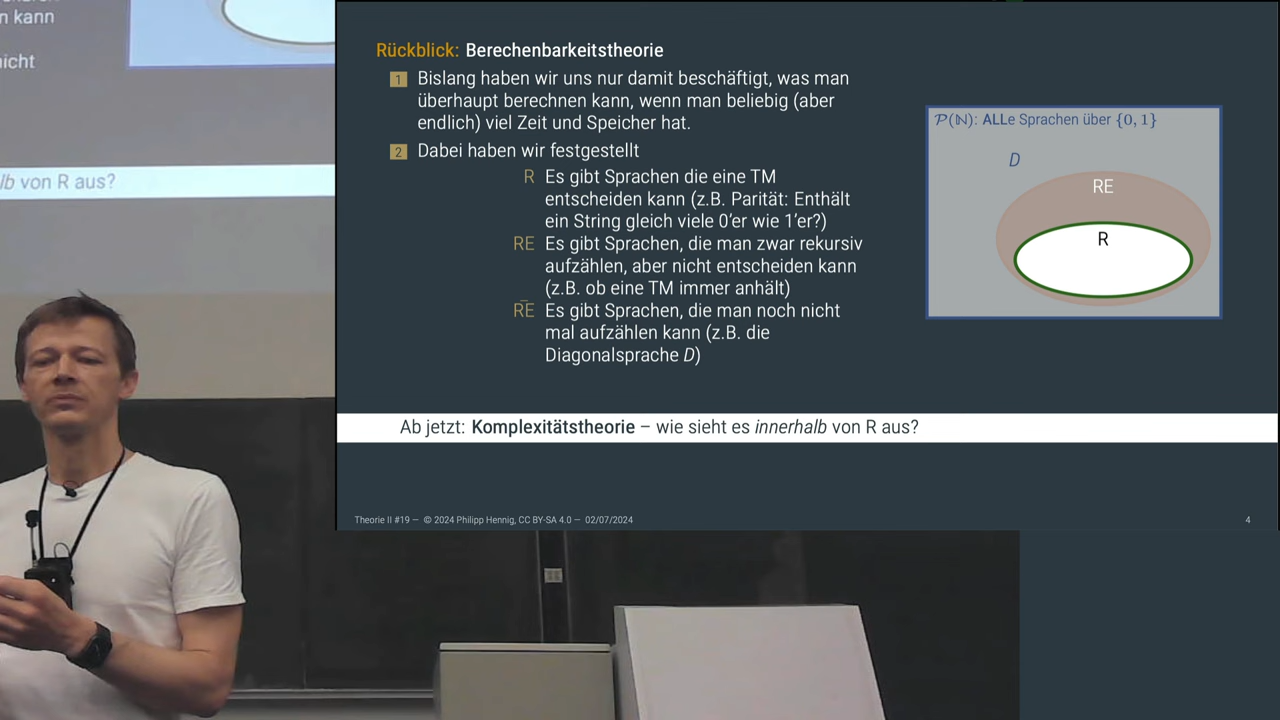 n kann
icht
lb von R aus?
Rückblick: Berechenbarkeitstheorie
1 Bislang haben wir uns nur damit beschäftigt, was man
überhaupt berechnen kann, wenn man beliebig (aber
endlich) viel Zeit und Speicher hat.
2 Dabei haben wir festgestellt
R Es gibt Sprachen die eine TM
entscheiden kann (z.B. Parität: Enthält
ein String gleich viele 0'er wie 1'er?)
RE Es gibt Sprachen, die man zwar rekursiv
aufzählen, aber nicht entscheiden kann
(z.B. ob eine TM immer anhält)
R̅E̅ Es gibt Sprachen, die man noch nicht
mal aufzählen kann (z.B. die
Diagonalsprache D)
𝒫(ℕ): ALLe Sprachen über {0, 1}
D
RE
R
Ab jetzt: Komplexitätstheorie – wie sieht es innerhalb von R aus?
Theorie II #19 — © 2024 Philipp Hennig, CC BY-SA 4.0 — 02/07/2024
4